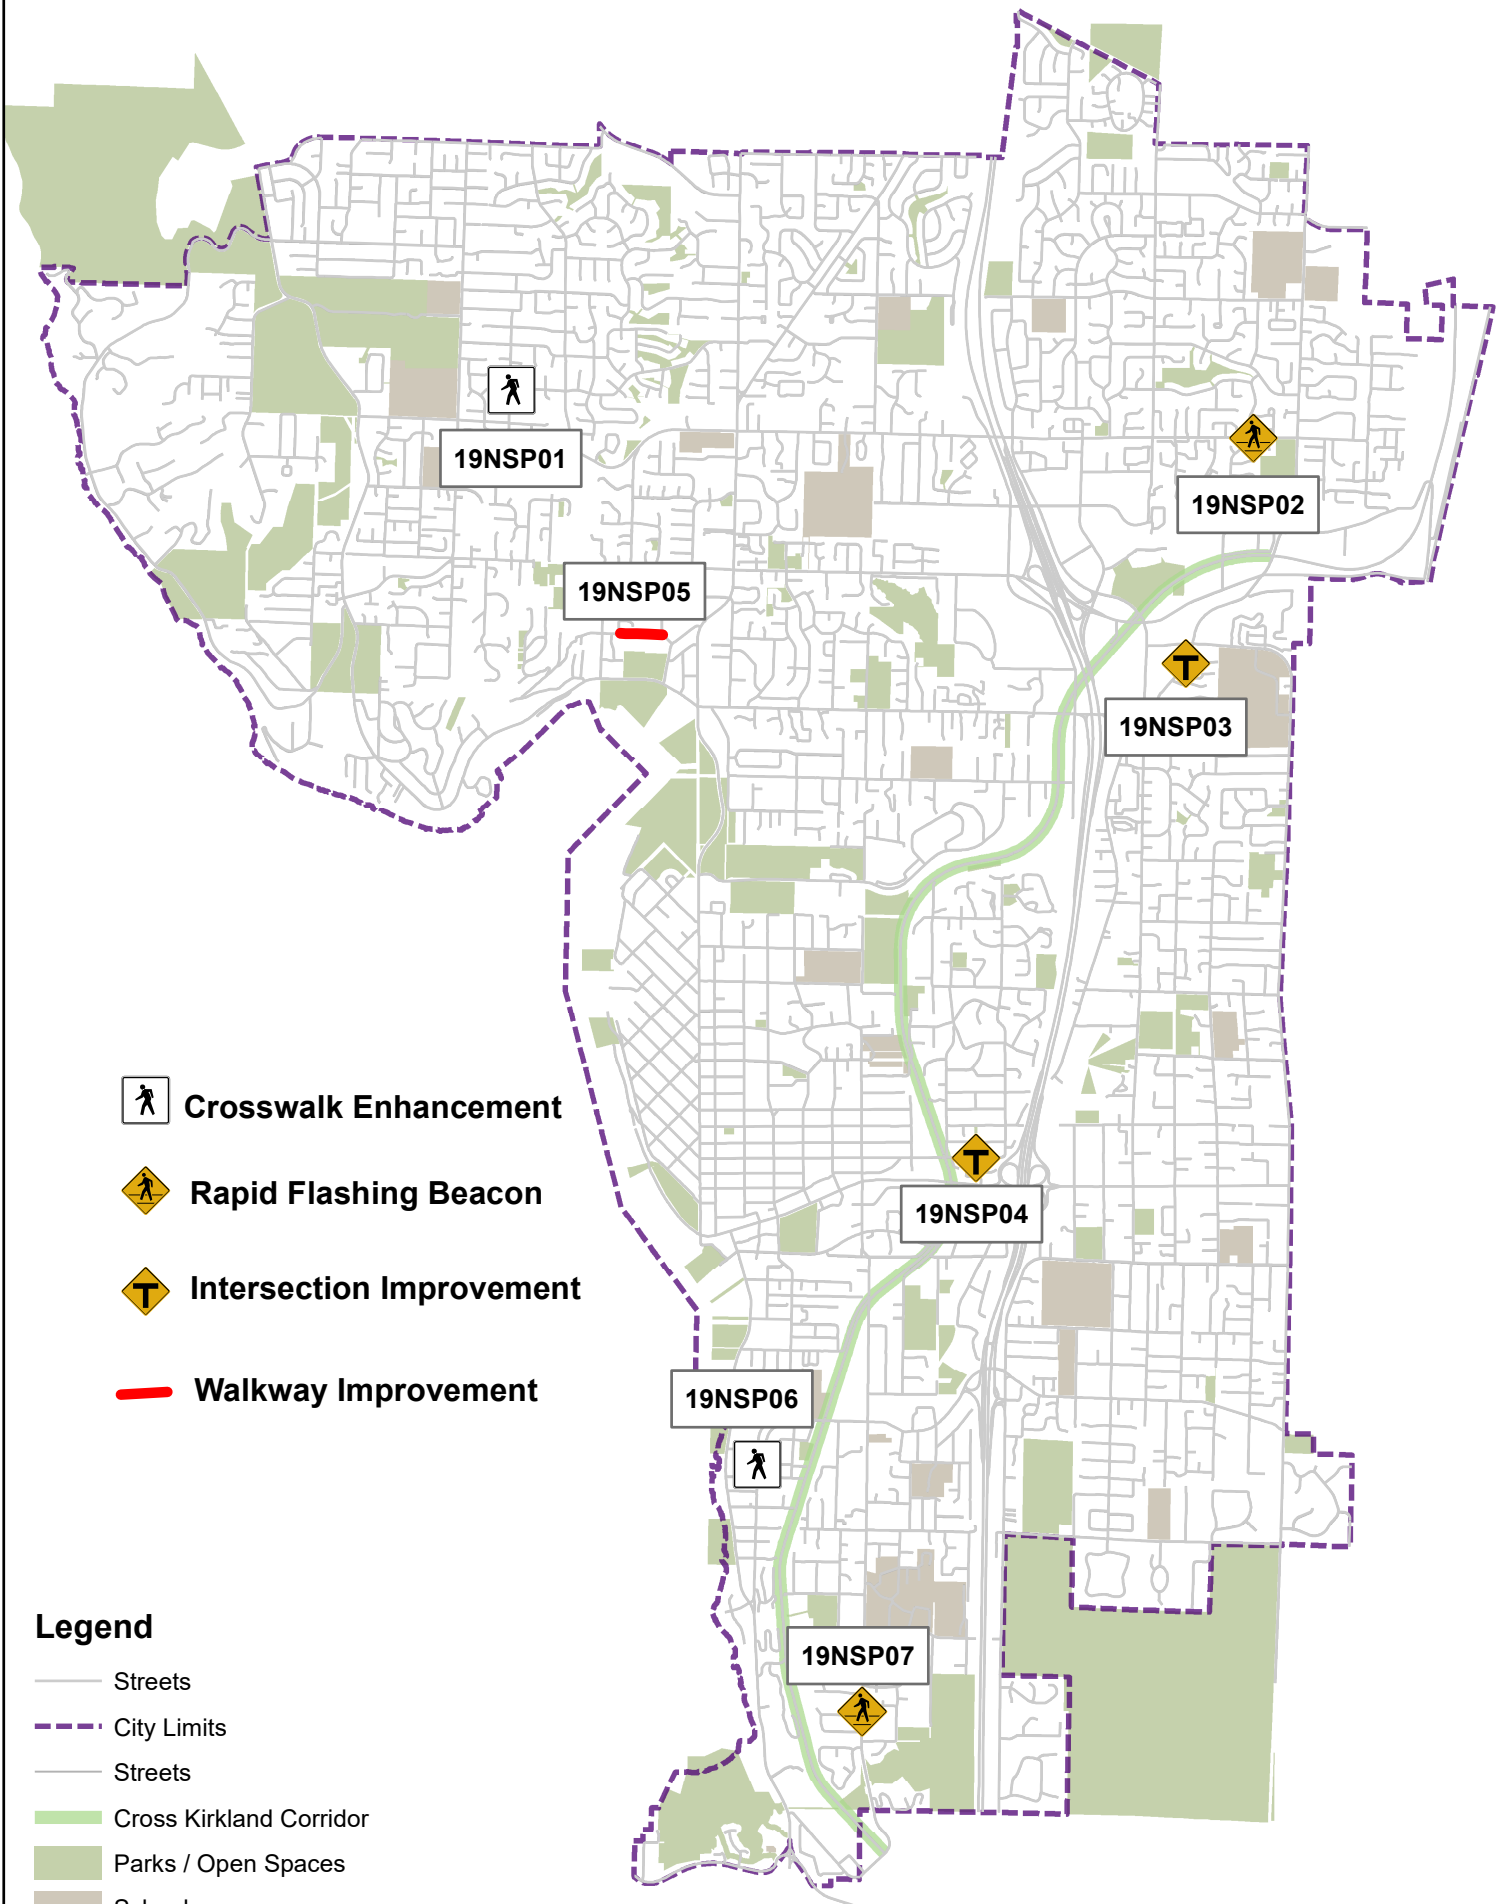 19NSP01
19NSP02
19NSP05
19NSP03
19NSP04
19NSP06
19NSP07
Crosswalk Enhancement
Rapid Flashing Beacon
Intersection Improvement
Walkway Improvement
Legend
Streets
City Limits
Streets
Cross Kirkland Corridor
Parks / Open Spaces